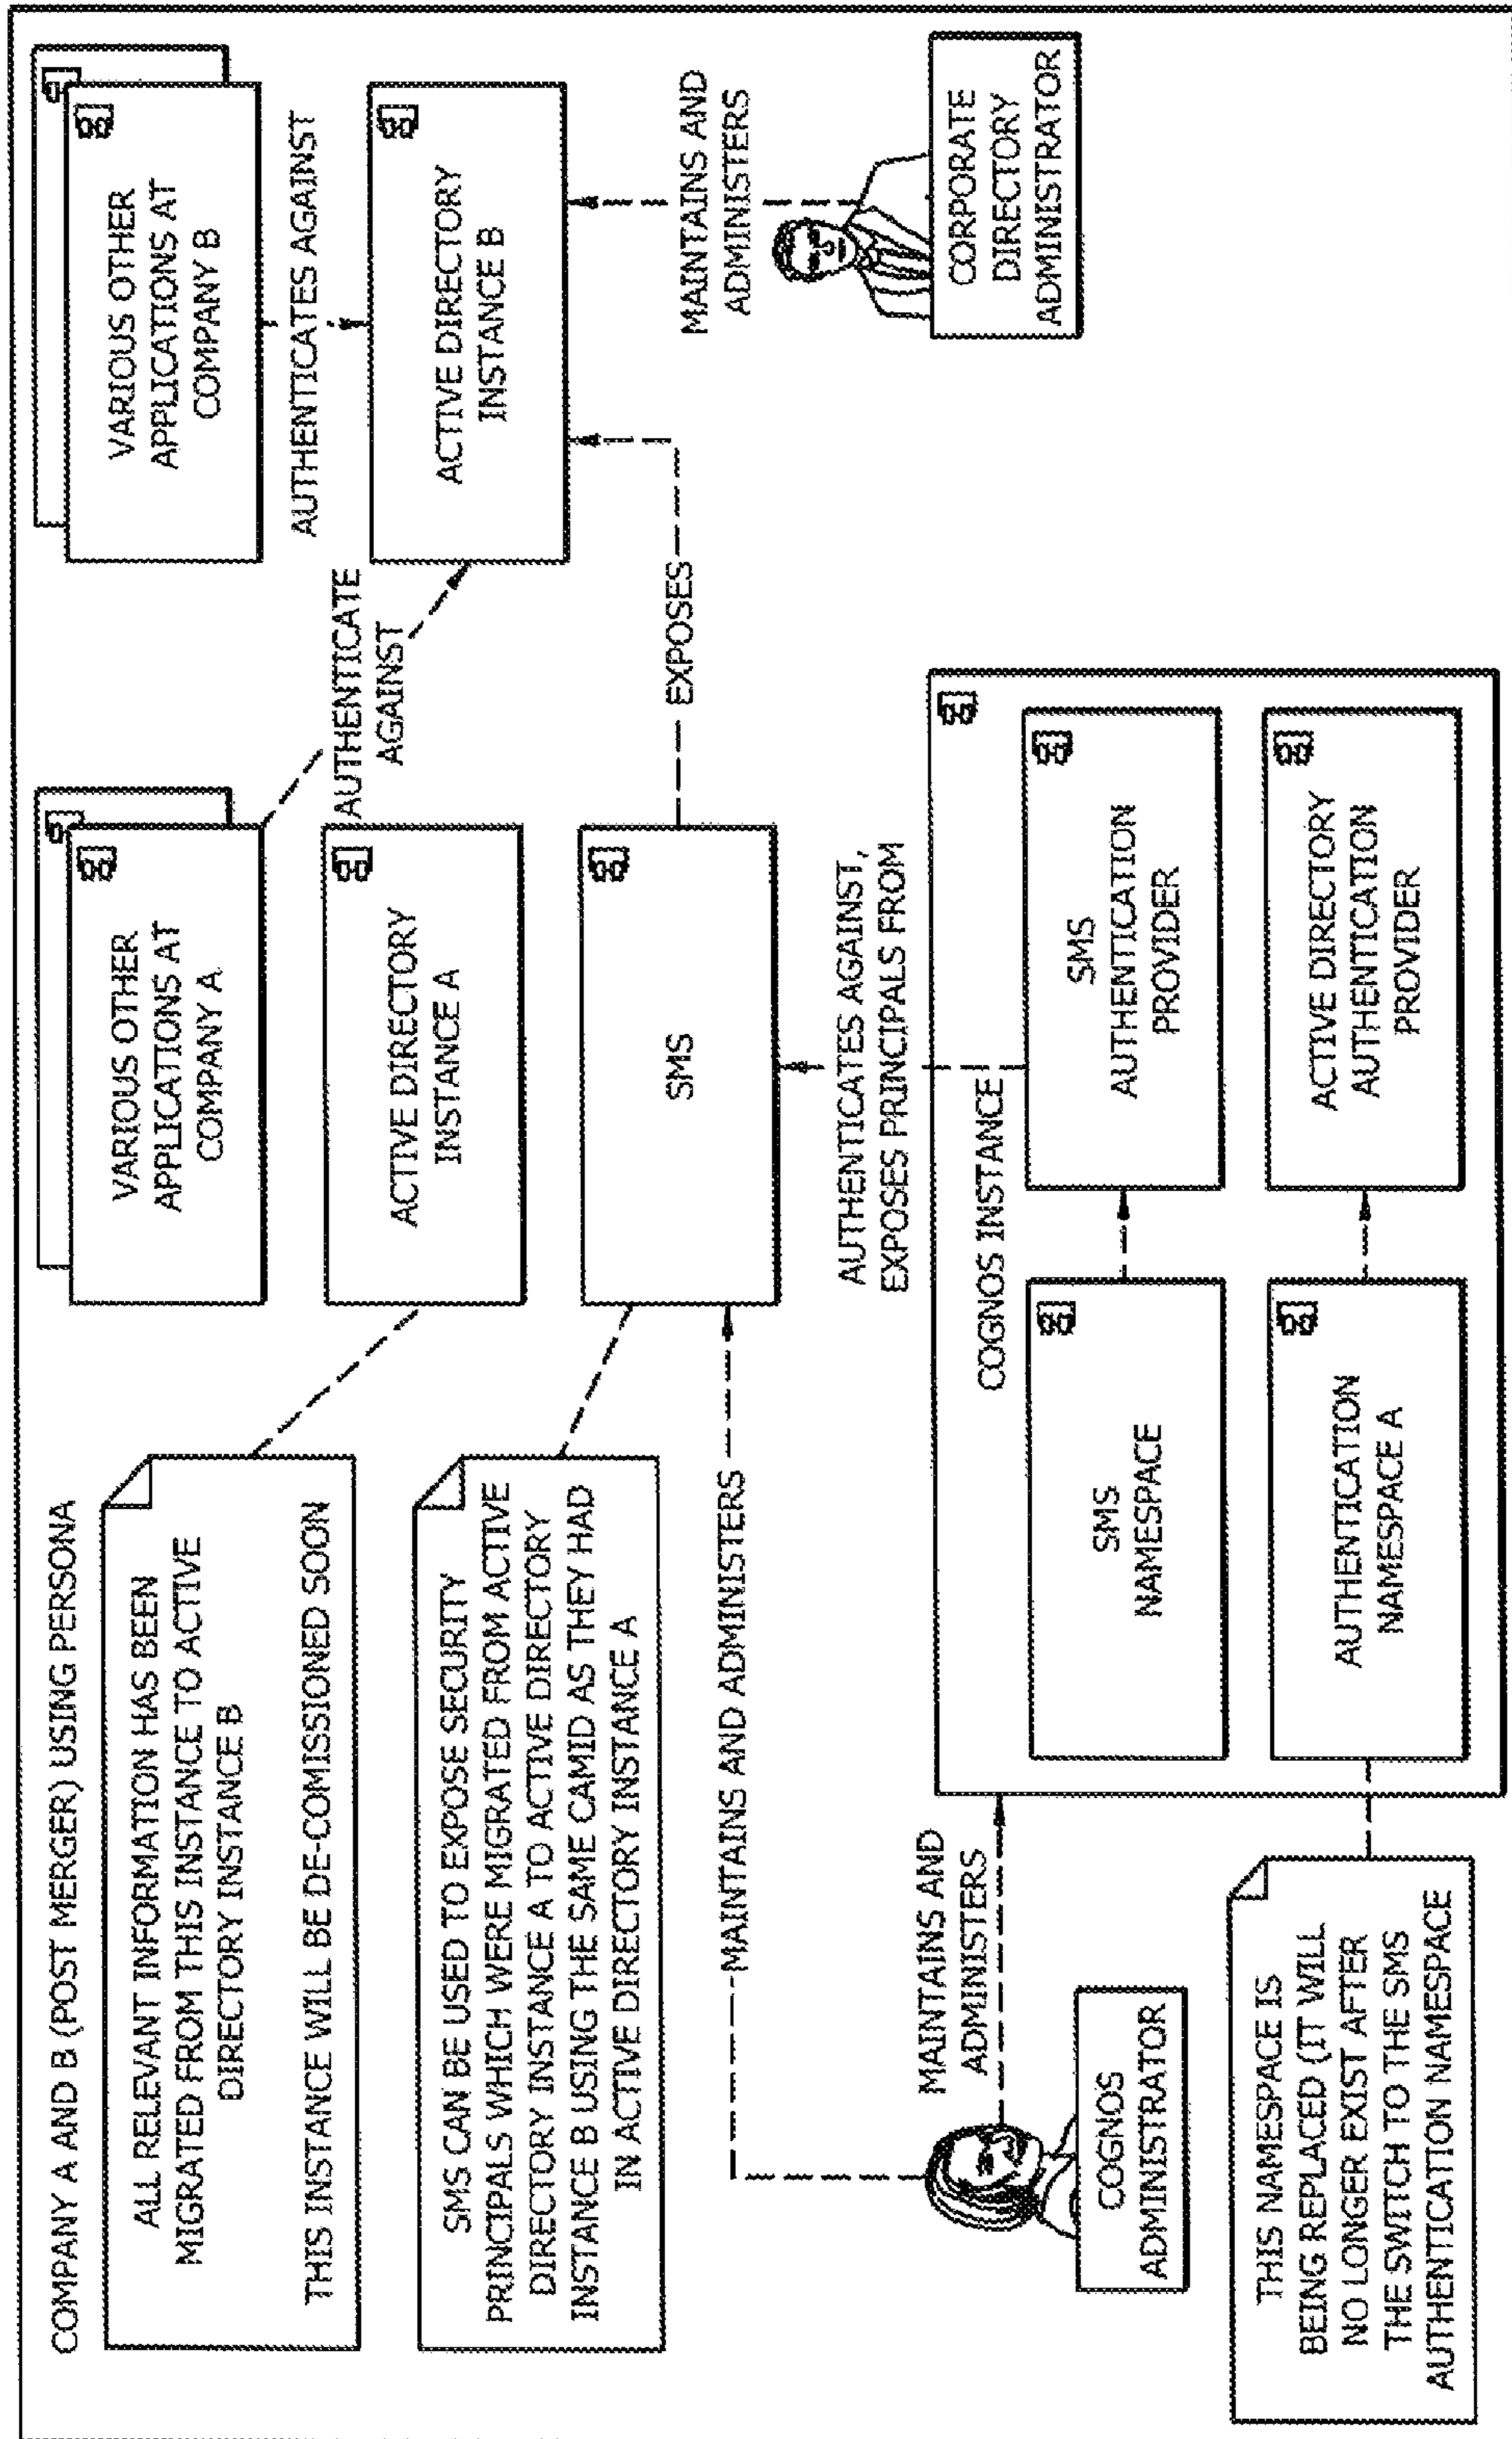 COMPANY A AND B (POST MERGER) USING PERSONA
ALL RELEVANT INFORMATION HAS BEEN
MIGRATED FROM THIS INSTANCE TO ACTIVE
DIRECTORY INSTANCE B
THIS INSTANCE WILL BE DE-COMISSIONED SOON
VARIOUS OTHER
APPLICATIONS AT
COMPANY A
VARIOUS OTHER
APPLICATIONS AT
COMPANY B
AUTHENTICATES AGAINST
AUTHENTICATE
AGAINST
ACTIVE DIRECTORY
INSTANCE A
ACTIVE DIRECTORY
INSTANCE B
SMS CAN BE USED TO EXPOSE SECURITY
PRINCIPALS WHICH WERE MIGRATED FROM ACTIVE
DIRECTORY INSTANCE A TO ACTIVE DIRECTORY
INSTANCE B USING THE SAME CAMID AS THEY HAD
IN ACTIVE DIRECTORY INSTANCE A
SMS
EXPOSES
MAINTAINS AND
ADMINISTERS
MAINTAINS AND ADMINISTERS
AUTHENTICATES AGAINST,
EXPOSES PRINCIPALS FROM
CORPORATE
DIRECTORY
ADMINISTRATOR
MAINTAINS AND
ADMINISTERS
COGNOS INSTANCE
COGNOS
ADMINISTRATOR
SMS
NAMESPACE
SMS
AUTHENTICATION
PROVIDER
THIS NAMESPACE IS
BEING REPLACED (IT WILL
NO LONGER EXIST AFTER
THE SWITCH TO THE SMS
AUTHENTICATION NAMESPACE
AUTHENTICATION
NAMESPACE A
ACTIVE DIRECTORY
AUTHENTICATION
PROVIDER